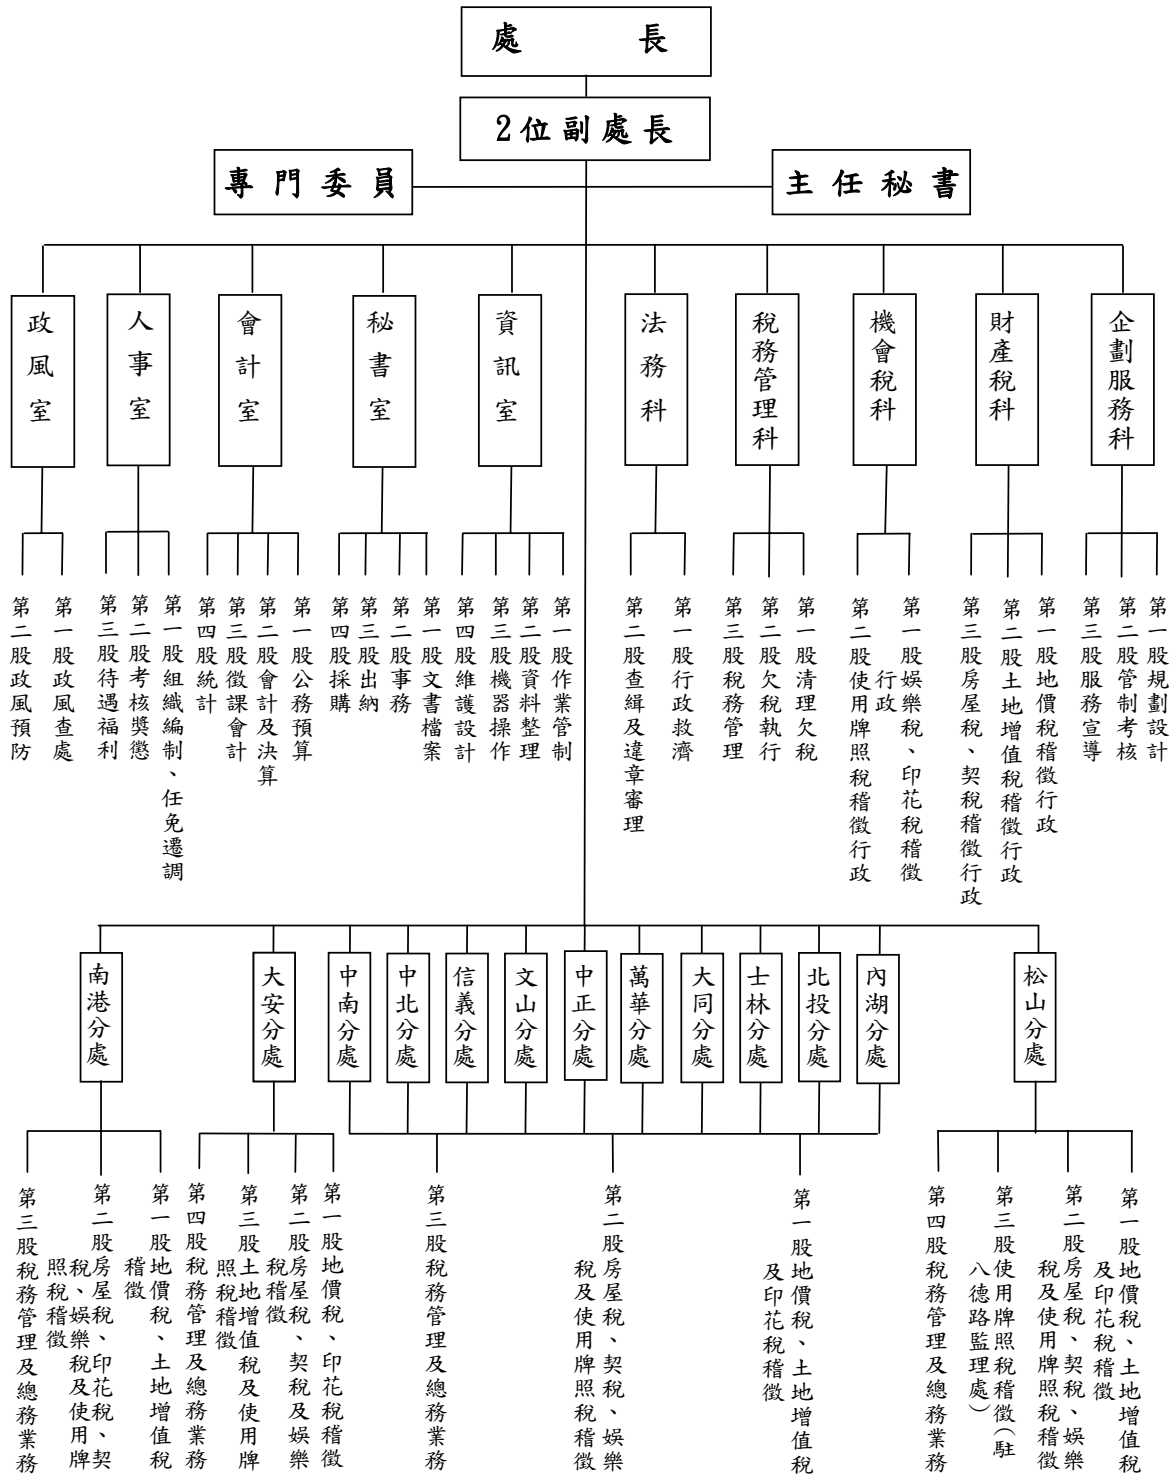 處長
2位副處長
專門委員
主任秘書
政風室
人事室
會計室
秘書室
資訊室
法務科
稅務管理科
機會稅科
財產稅科
企劃服務科
第二股政風預防
第一股政風查處
第三股待遇福利
第二股考核獎懲
第一股組織編制、任免遷調
第四股統計
第三股徵課會計
第二股會計及決算
第一股公務預算
第四股採購
第三股出納
第二股事務
第一股文書檔案
第四股維護設計
第三股機器操作
第二股資料整理
第一股作業管制
第二股查緝及違章審理
第一股行政救濟
第三股稅務管理
第二股欠稅執行
第一股清理欠稅
第二股使用牌照稅稽徵行政
第一股娛樂稅、印花稅稽徵
行政
第三股房屋稅、契稅稽徵行政
第二股土地增值稅稽徵行政
第一股地價稅稽徵行政
第三股服務宣導
第二股管制考核
第一股規劃設計
南港分處
大安分處
中南分處
中北分處
信義分處
文山分處
中正分處
萬華分處
大同分處
士林分處
北投分處
內湖分處
松山分處
第三股稅務管理及總務業務
第二股房屋稅、印花稅、契
稅、娛樂稅及使用牌
照稅稽徵
第一股地價稅、土地增值稅
稽徵
第四股稅務管理及總務業務
第三股土地增值稅及使用牌
照稅稽徵
第二股房屋稅、契稅及娛樂
稅稽徵
第一股地價稅、印花稅稽徵
第三股稅務管理及總務業務
第二股房屋稅、契稅、娛樂
稅及使用牌照稅稽徵
第一股地價稅、土地增值稅
及印花稅稽徵
第四股稅務管理及總務業務
第三股使用牌照稅稽徵(駐
八德路監理處)
第二股房屋稅、契稅、娛樂
稅及使用牌照稅稽徵
第一股地價稅、土地增值稅
及印花稅稽徵